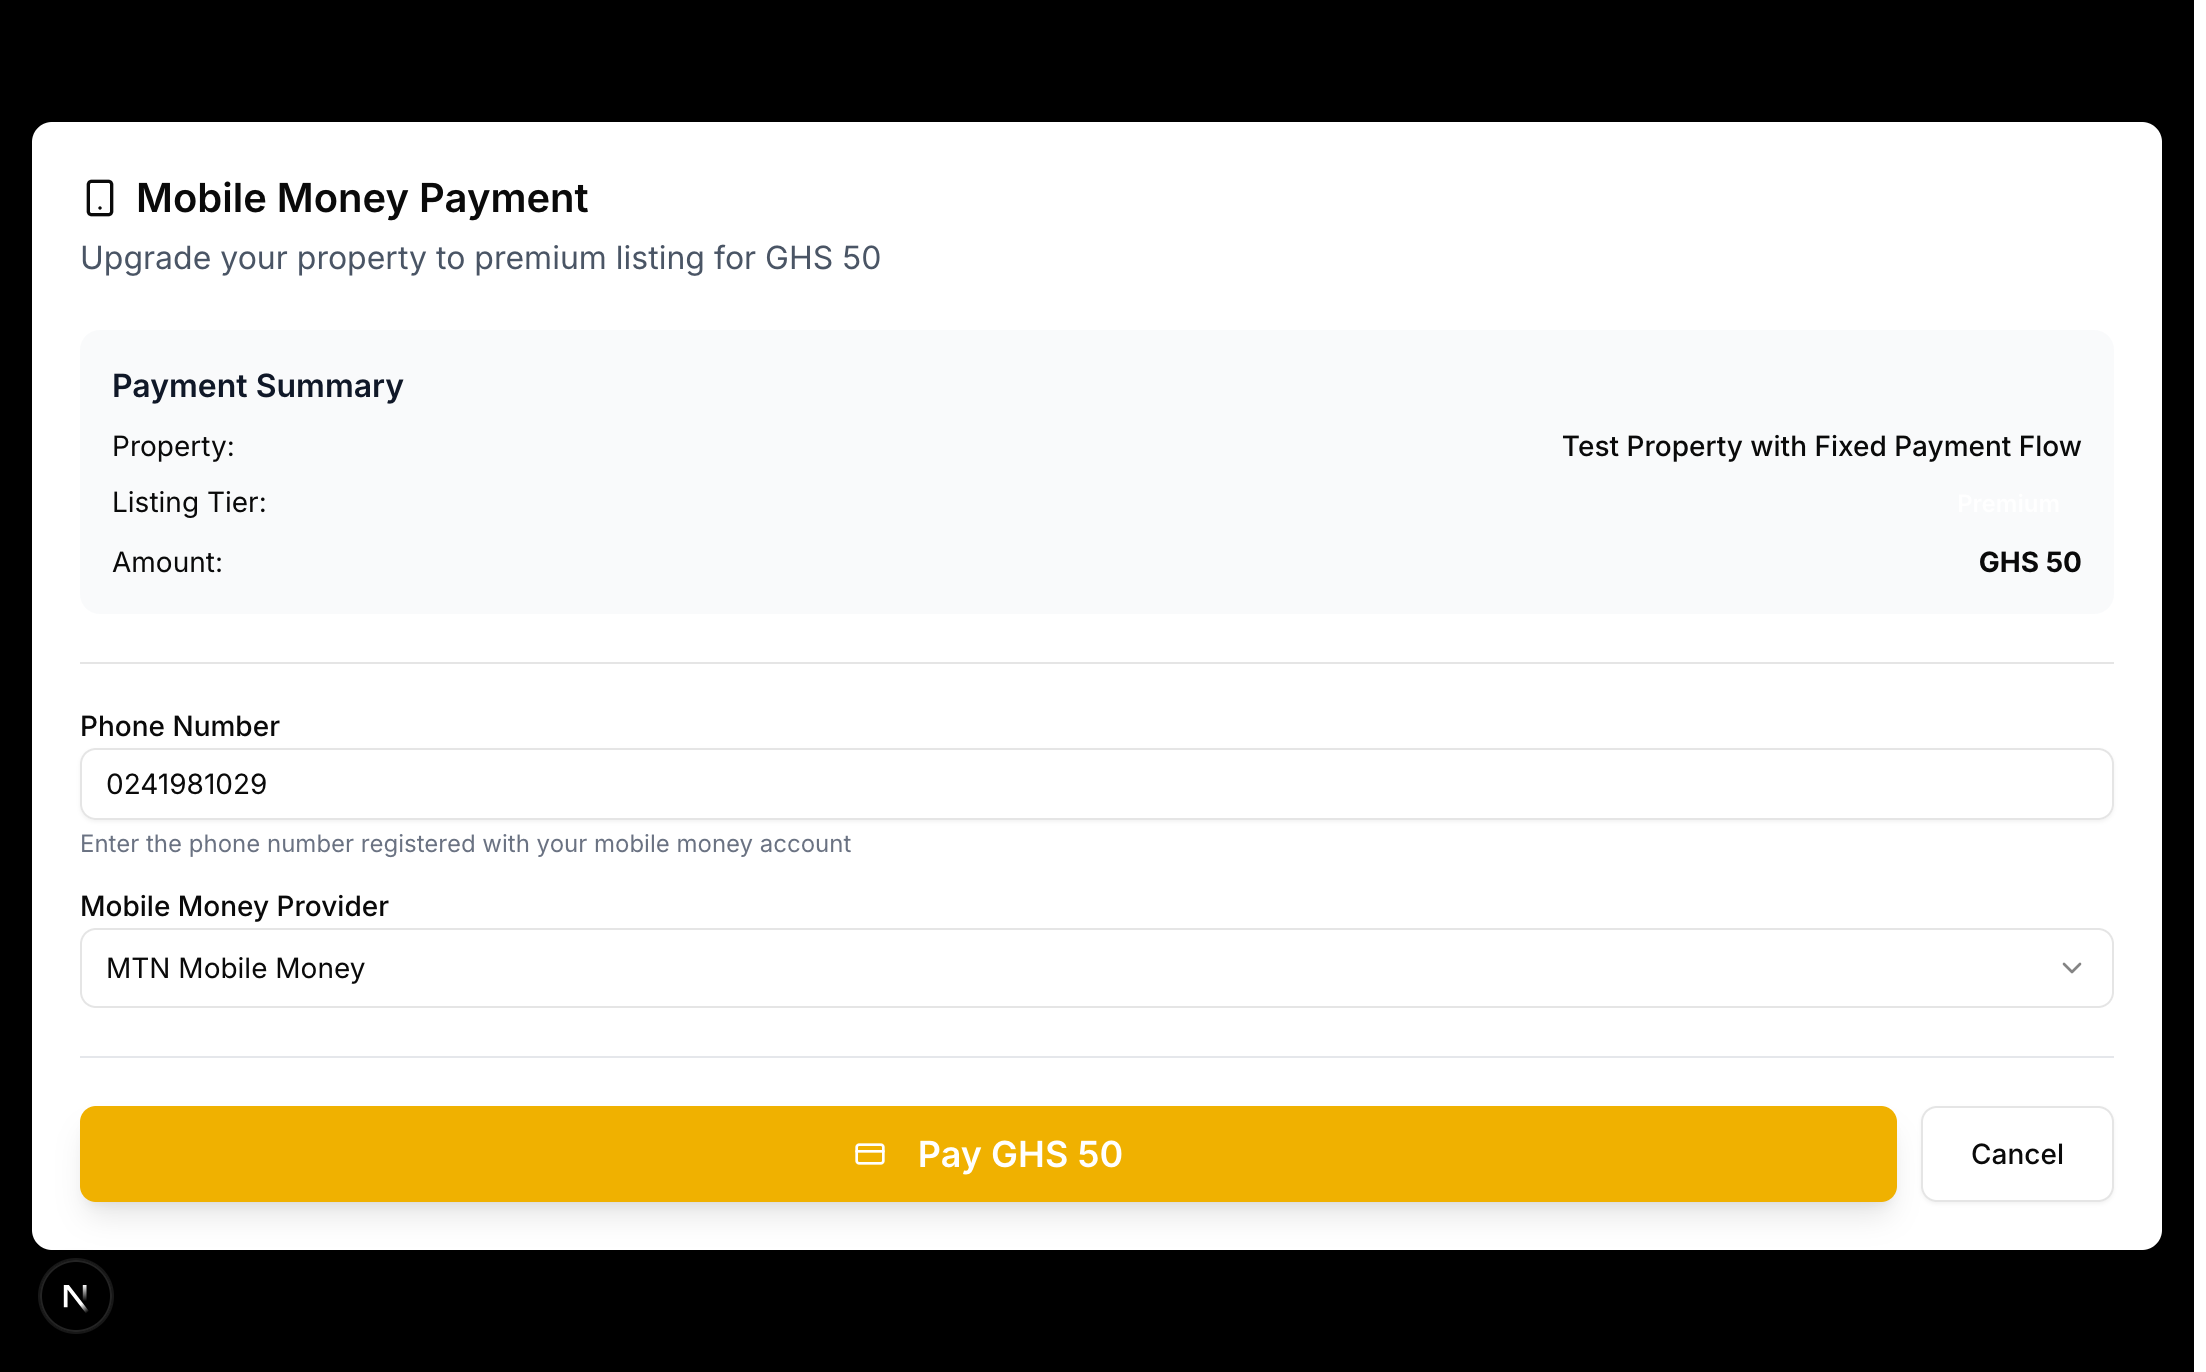 Mobile Money Payment
Upgrade your property to premium listing for GHS 50
Payment Summary
Property: Test Property with Fixed Payment Flow
Listing Tier: Premium
Amount: GHS 50
Phone Number
0241981029
Enter the phone number registered with your mobile money account
Mobile Money Provider
MTN Mobile Money
Pay GHS 50 Cancel
N